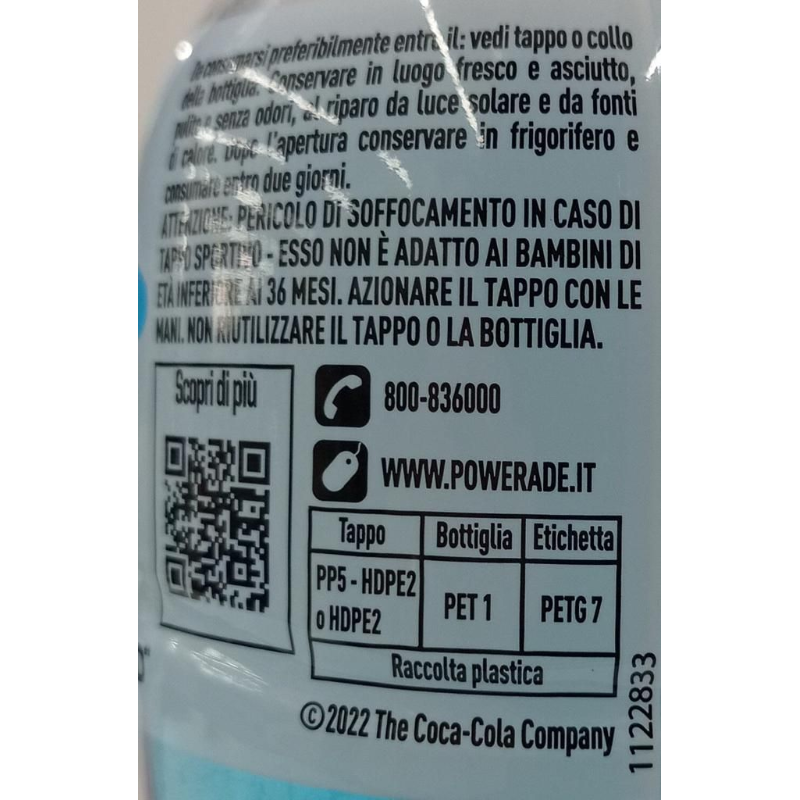 Da consumarsi preferibilmente entro il: vedi tappo o collo
della bottiglia. Conservare in luogo fresco e asciutto,
pulito e senza odori, al riparo da luce solare e da fonti
di calore. Dopo l'apertura conservare in frigorifero e
consumare entro due giorni.
ATTENZIONE: PERICOLO DI SOFFOCAMENTO IN CASO DI
TAPPO SPORTIVO - ESSO NON È ADATTO AI BAMBINI DI
ETÀ INFERIORE AI 36 MESI. AZIONARE IL TAPPO CON LE
MANI. NON RIUTILIZZARE IL TAPPO O LA BOTTIGLIA.
Scopri di più
800-836000
WWW.POWERADE.IT
Tappo Bottiglia Etichetta
PP5 - HDPE2
o HDPE2
PET 1
PETG 7
Raccolta plastica
©2022 The Coca-Cola Company
1122833